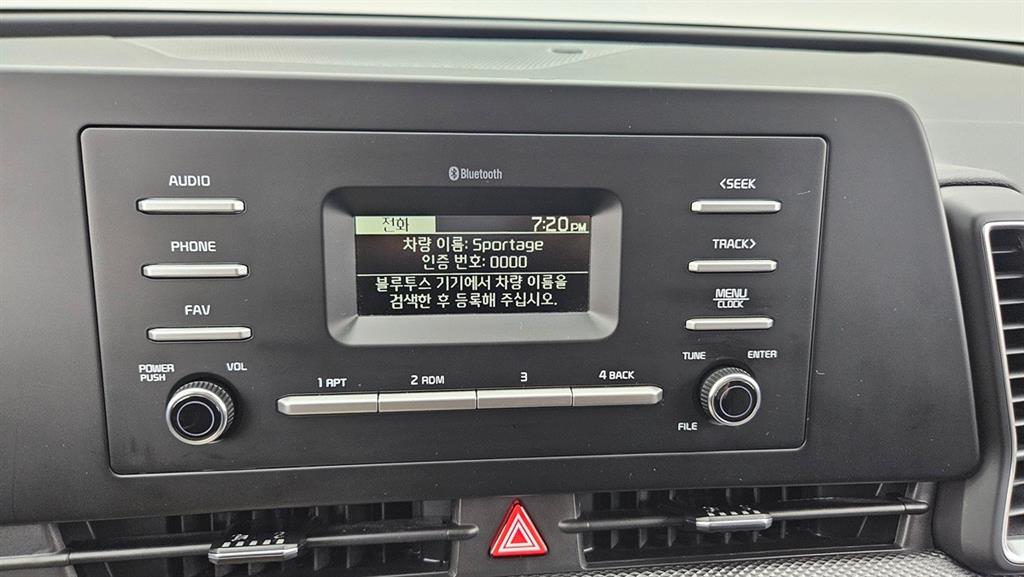 Bluetooth
AUDIO
PHONE
FAV
POWER
PUSH
VOL
전화 7:20 PM
차량 이름: Sportage
인증 번호: 0000
블루투스 기기에서 차량 이름을
검색한 후 등록해 주십시오.
<SEEK
TRACK>
MENU
CLOCK
TUNE ENTER
FILE
1 RPT 2 RDM 3 4 BACK